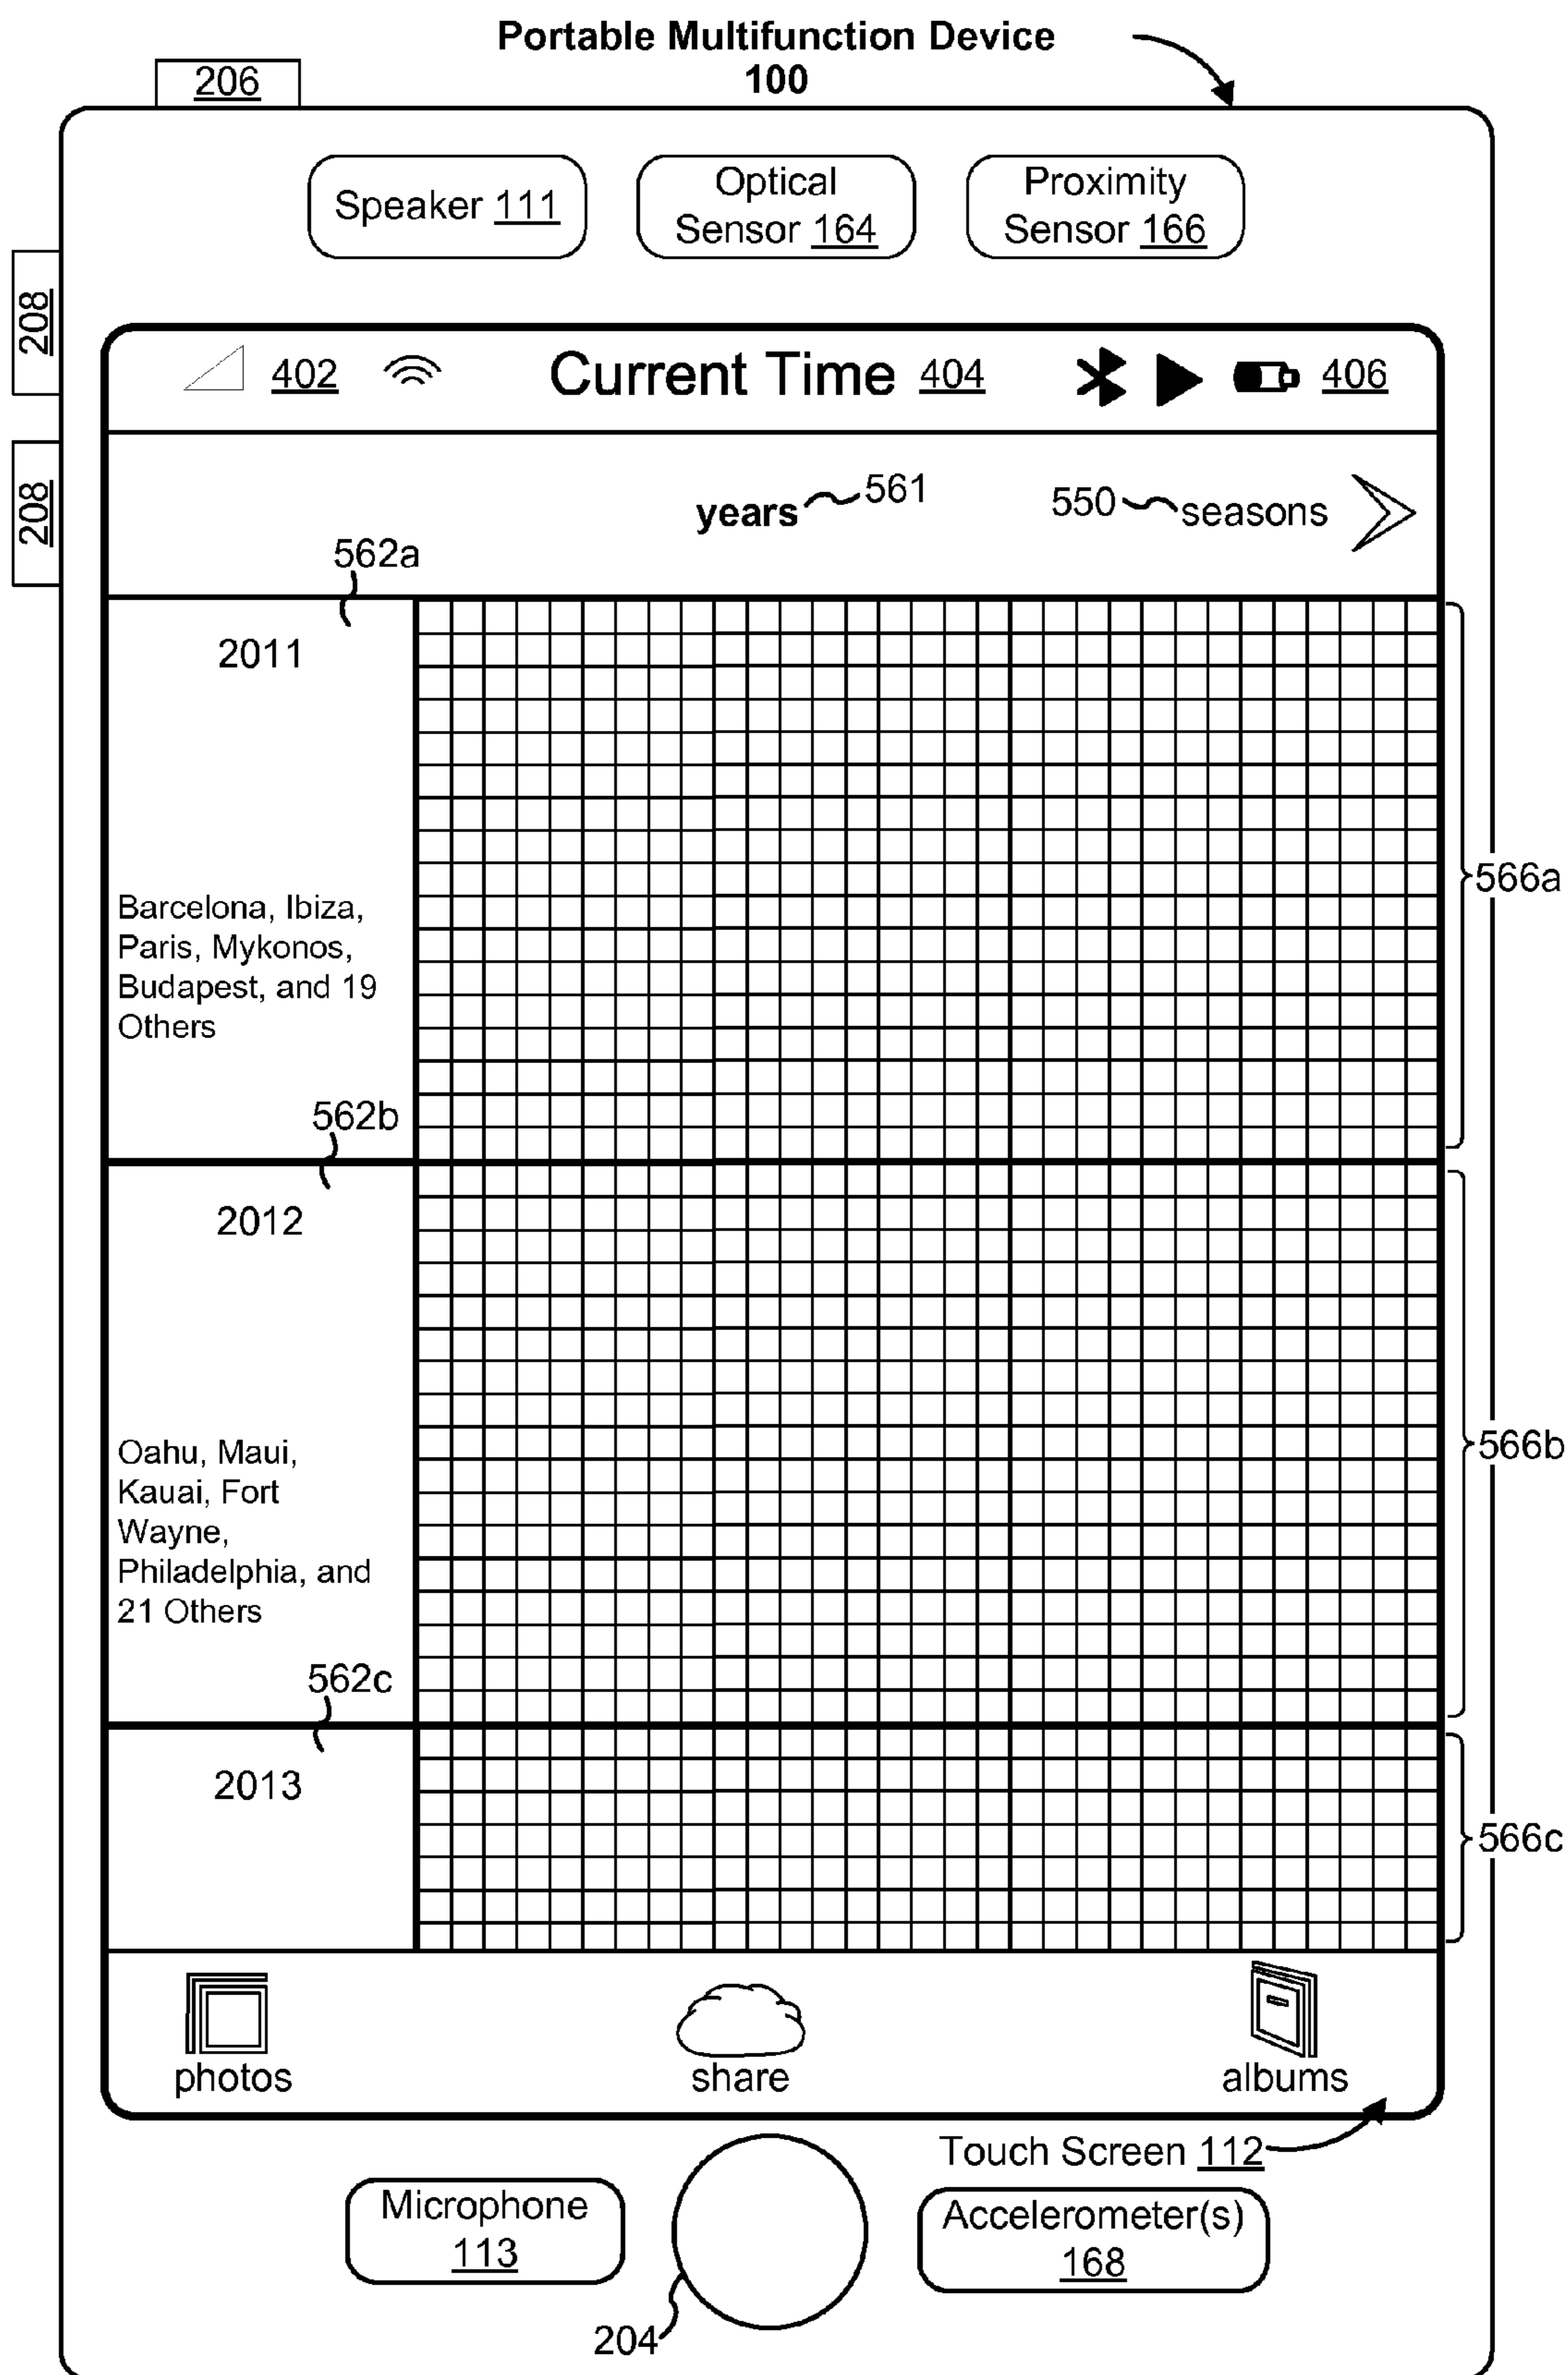 Portable Multifunction Device
100
206
Speaker 111
Optical
Sensor 164
Proximity
Sensor 166
208
208
402
Current Time 404
406
years
561
550
seasons
562a
2011
566a
Barcelona, Ibiza,
Paris, Mykonos,
Budapest, and 19
Others
562b
2012
566b
Oahu, Maui,
Kauai, Fort
Wayne,
Philadelphia, and
21 Others
562c
2013
566c
photos
share
albums
Touch Screen 112
Microphone
113
Accelerometer(s)
168
204